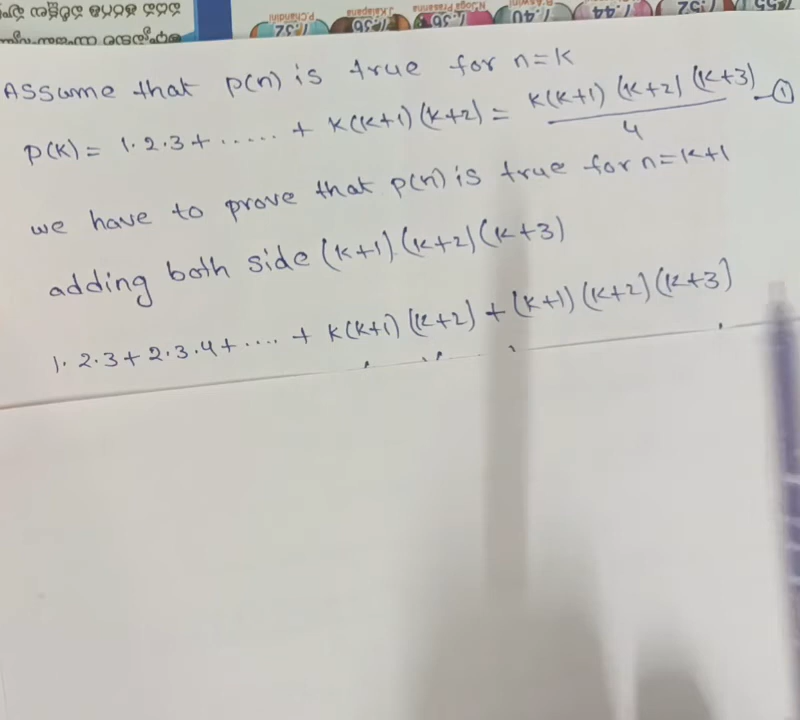 Assume that p(n) is true for n=k
P(K) = 1.2.3 + ...... + K(K+1)(K+2) = K(K+1)(K+2)(K+3)/4 -①
we have to prove that p(n) is true for n=k+1
adding both side (k+1).(k+2)(k+3)
1.2.3 + 2.3.4 + .... + K(K+1)(K+2) + (K+1)(K+2)(K+3)